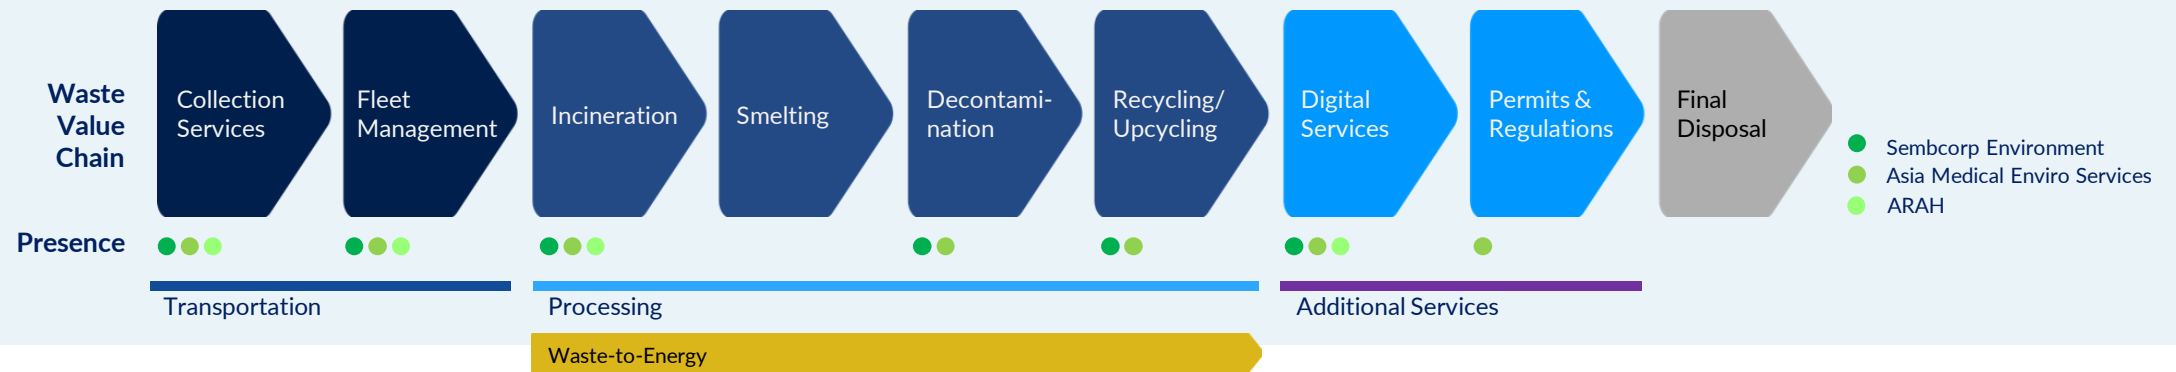 Waste
Value
Chain
Collection
Services
Fleet
Management
Incineration
Smelting
Decontami-
nation
Recycling/
Upcycling
Digital
Services
Permits &
Regulations
Final
Disposal
Sembcorp Environment
Asia Medical Enviro Services
ARAH
Presence
Transportation
Processing
Additional Services
Waste-to-Energy